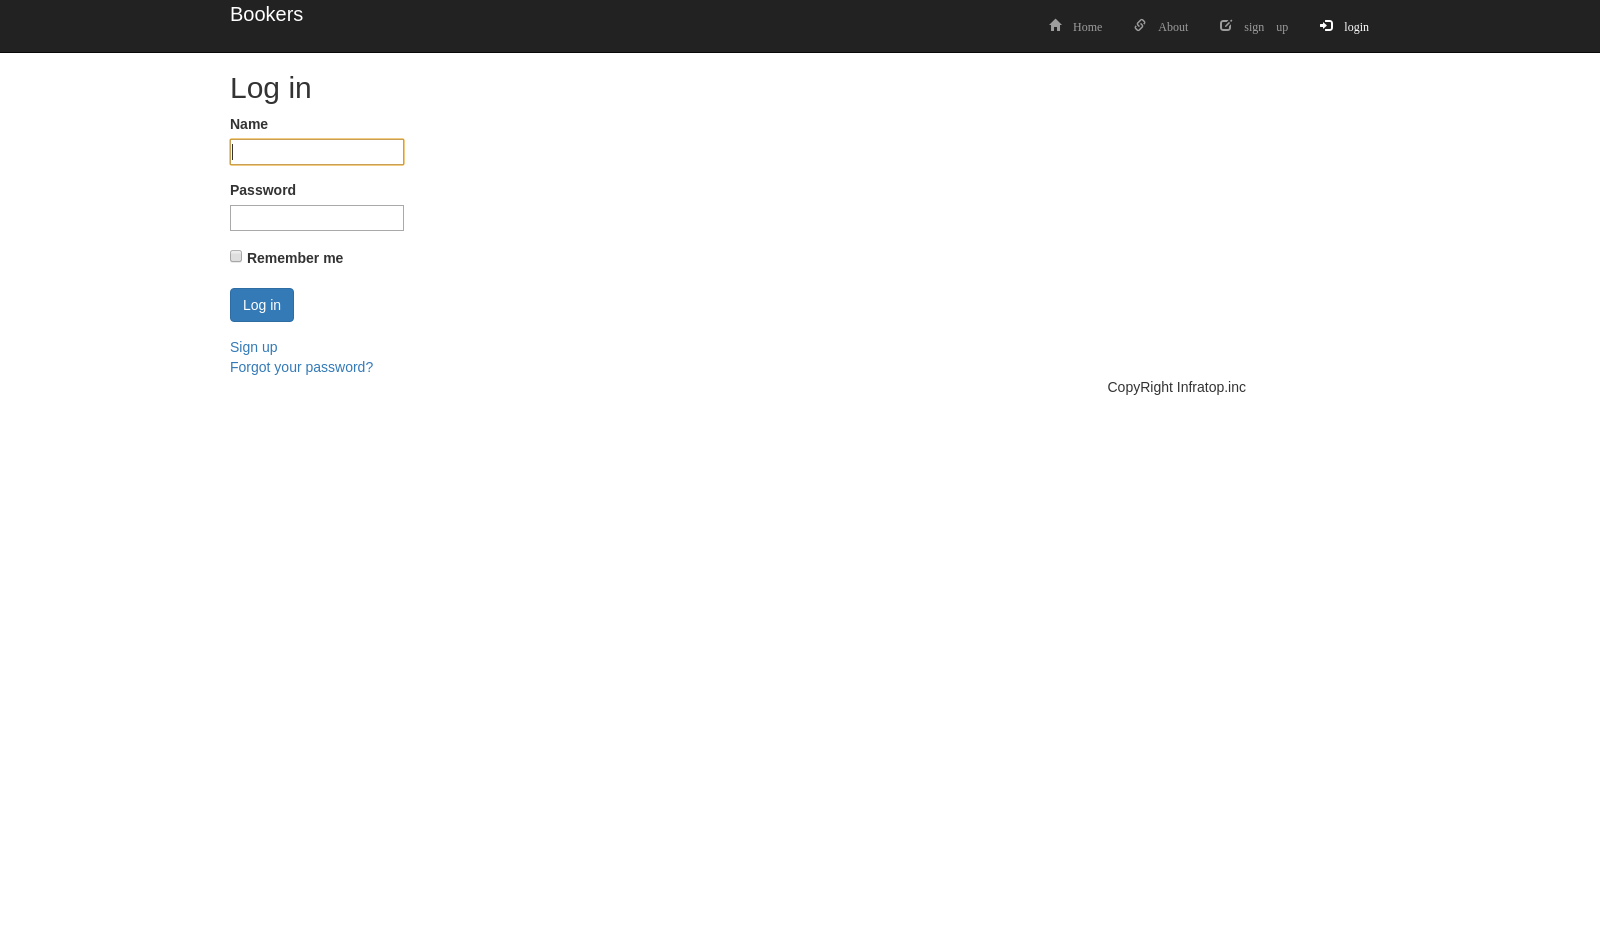 Bookers
Home About sign up login
Log in
Name
Password
Remember me
Log in
Sign up
Forgot your password?
CopyRight Infratop.inc